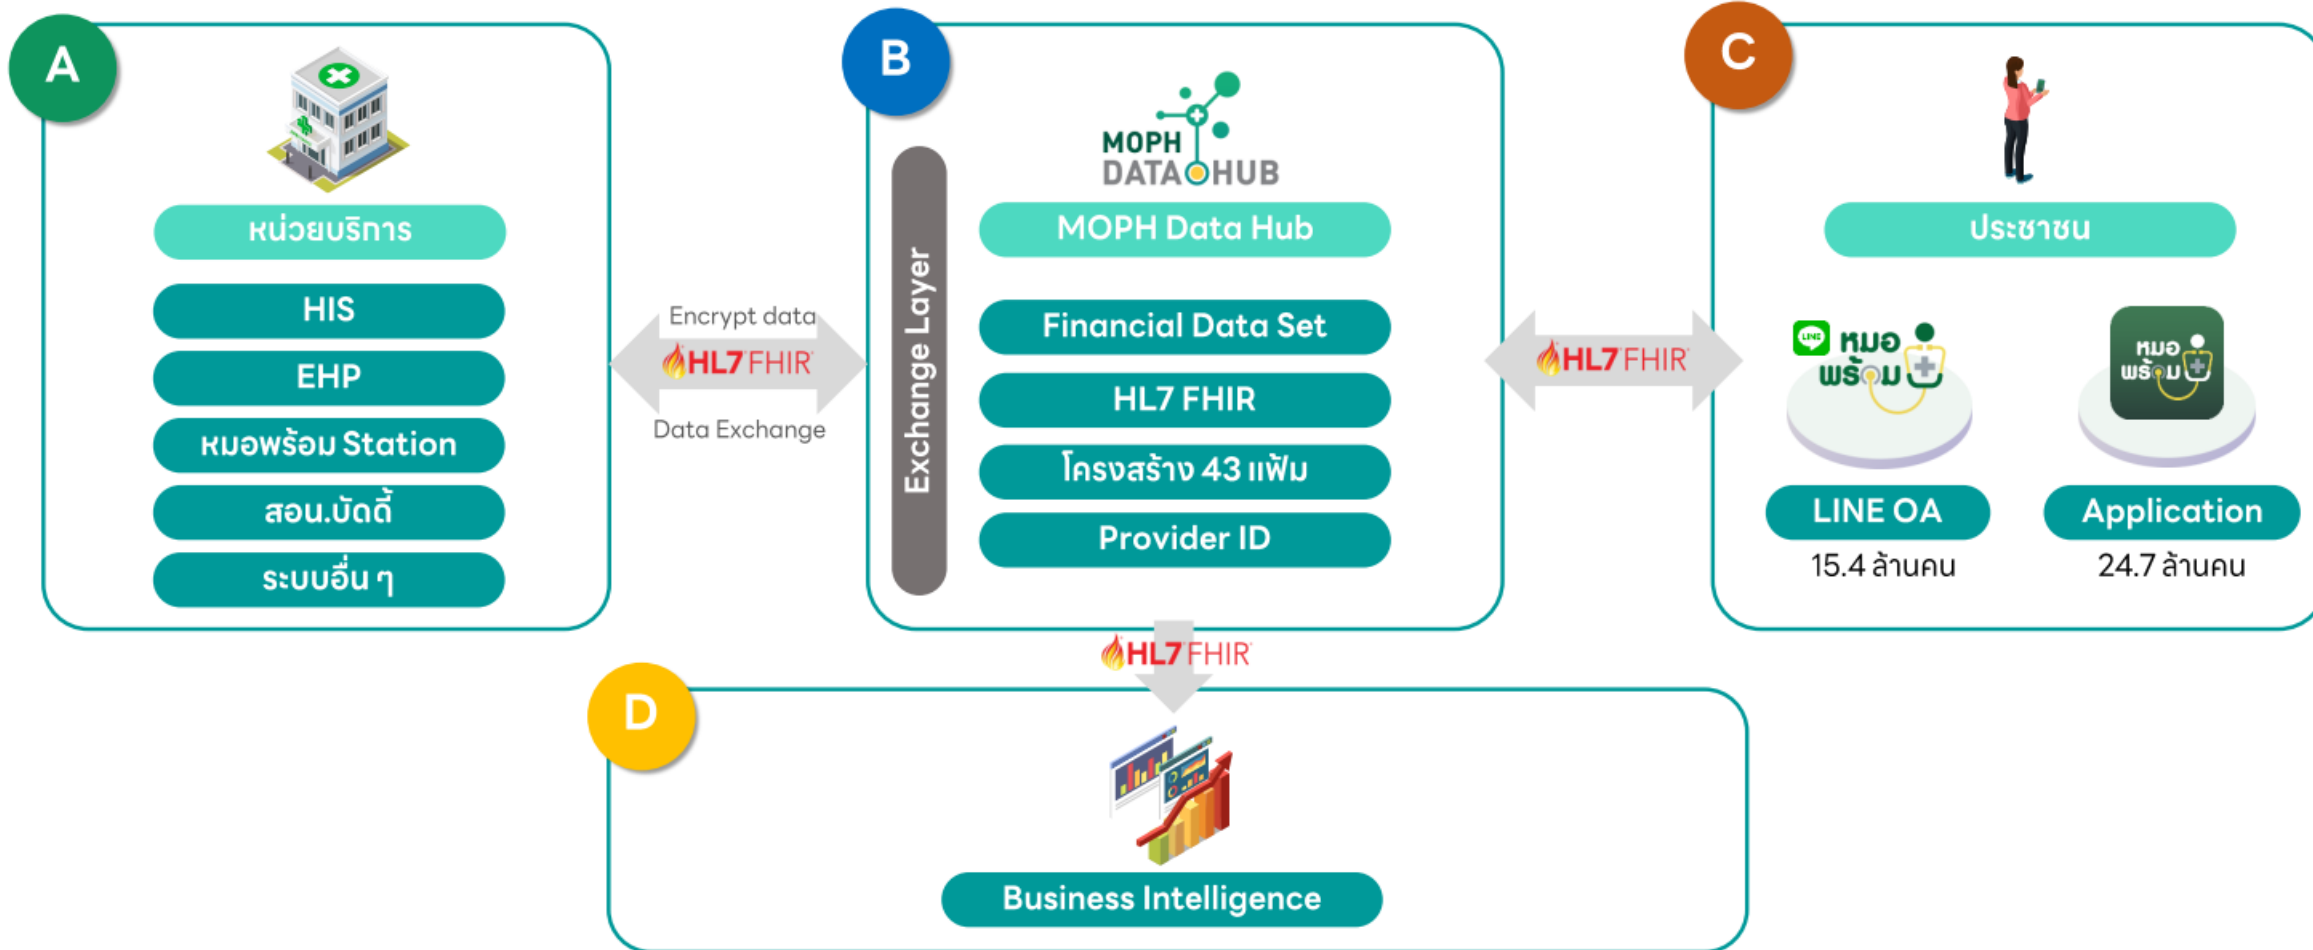 A
หน่วยบริการ
HIS
EHP
หมอพร้อม Station
สอน.บัดดี้
ระบบอื่น ๆ
Encrypt data
HL7 FHIR
Data Exchange
B
Exchange Layer
MOPH
DATA HUB
MOPH Data Hub
Financial Data Set
HL7 FHIR
โครงสร้าง 43 แฟ้ม
Provider ID
HL7 FHIR
C
ประชาชน
LINE
หมอ
พร้อม
LINE OA
15.4 ล้านคน
หมอ
พร้อม
Application
24.7 ล้านคน
HL7 FHIR
D
Business Intelligence